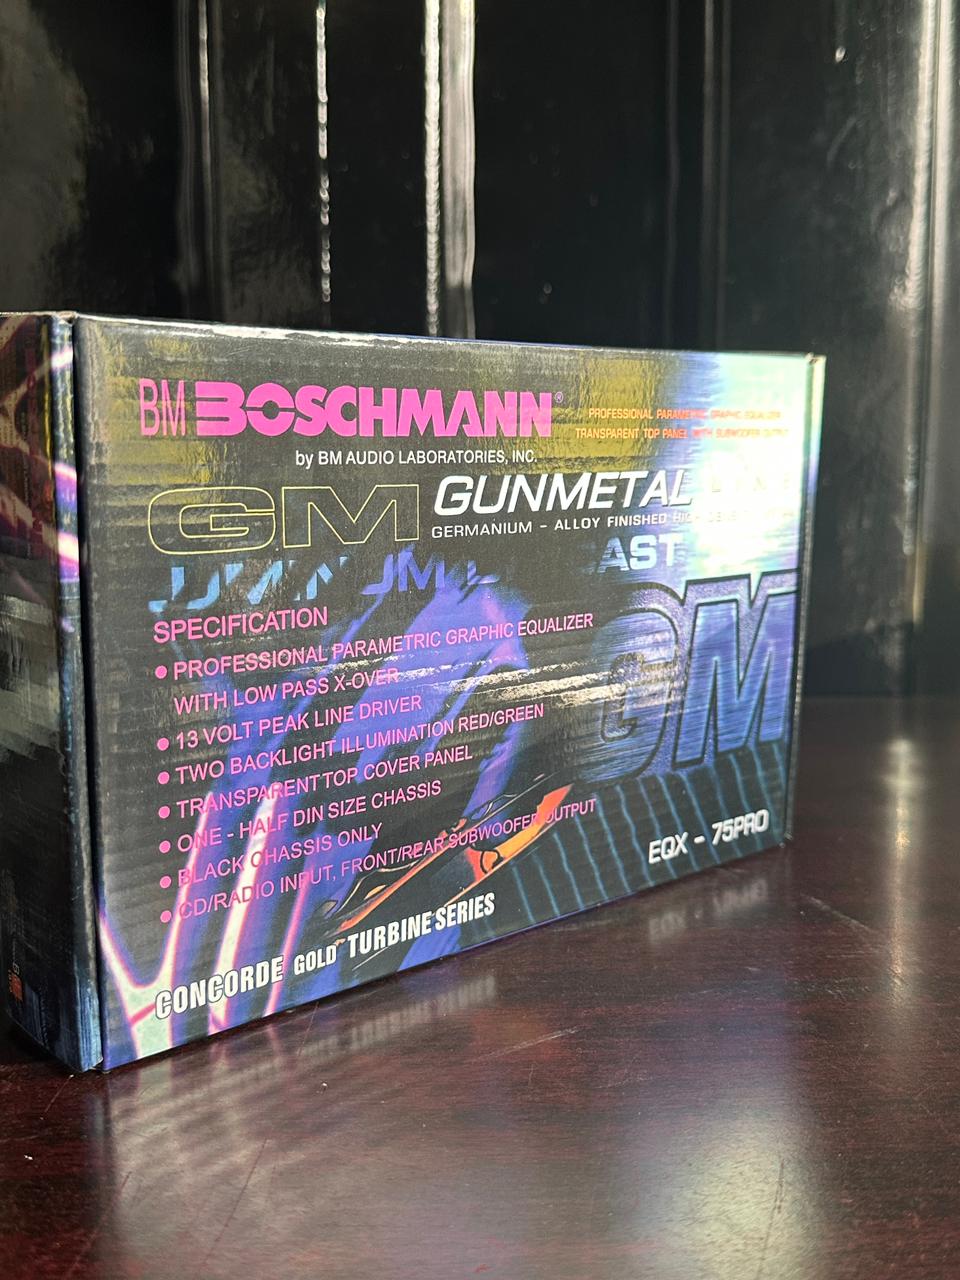 BM BOSCHMANN®
by BM AUDIO LABORATORIES, INC.
PROFESSIONAL PARAMETRIC GRAPHIC EQUALIZER
TRANSPARENT TOP PANEL WITH SUBWOOFER OUTPUT
GM GUNMETAL LINE
GERMANIUM - ALLOY FINISHED HIGH
AST
GM
SPECIFICATION
● PROFESSIONAL PARAMETRIC GRAPHIC EQUALIZER
WITH LOW PASS X-OVER
● 13 VOLT PEAK LINE DRIVER
● TWO BACKLIGHT ILLUMINATION RED/GREEN
● TRANSPARENT TOP COVER PANEL
● ONE - HALF DIN SIZE CHASSIS
● BLACK CHASSIS ONLY
● CD/RADIO INPUT, FRONT/REAR SUBWOOFER OUTPUT
CONCORDE GOLD TURBINE SERIES
EQX - 75PRO